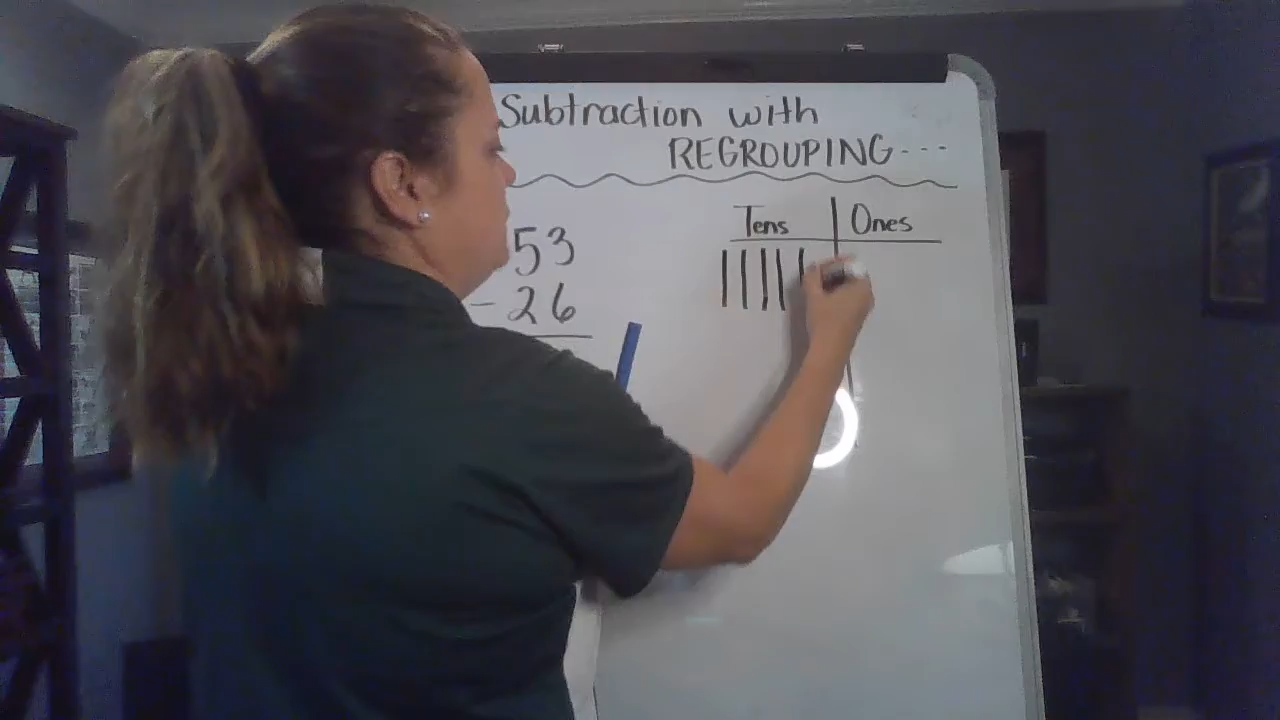 Subtraction with
REGROUPING...
Tens Ones
53
- 26